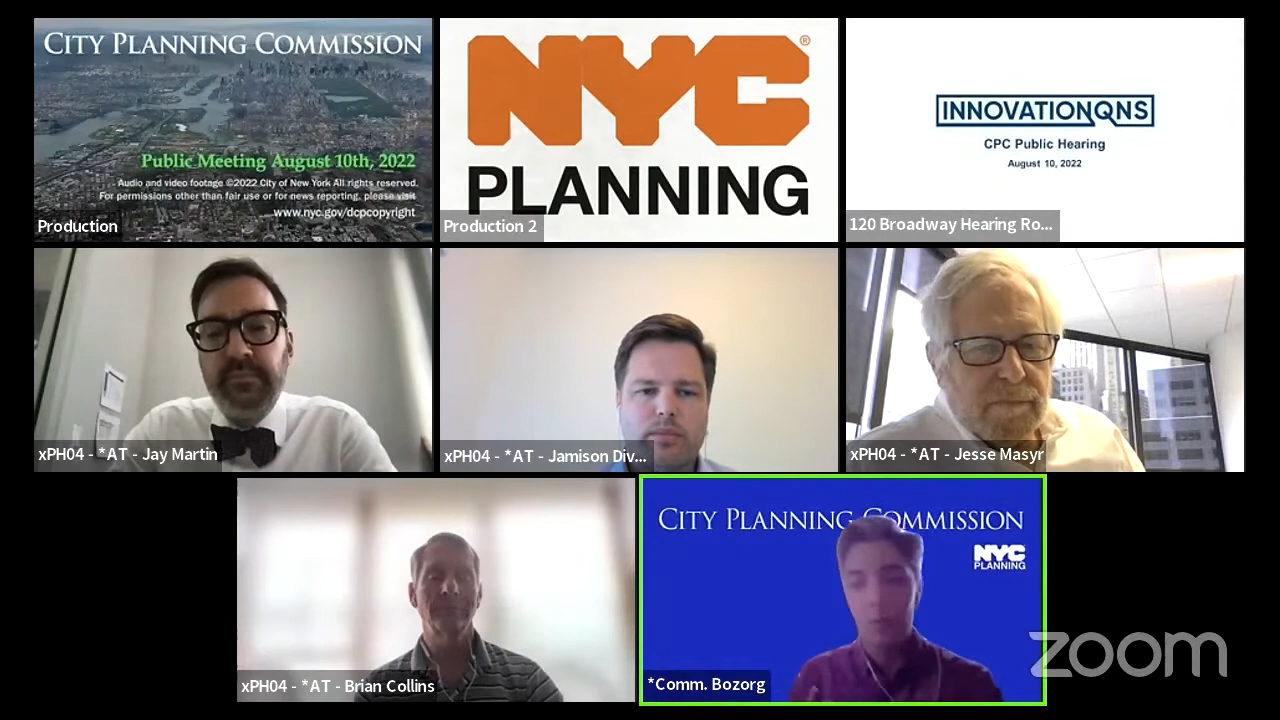 CITY PLANNING COMMISSION
Public Meeting August 10th, 2022
Audio and video footage ©2022 City of New York All rights reserved.
For permissions other than fair use or for news reporting, please visit
www.nyc.gov/dcpcopyright
Production
NYC®
PLANNING
Production 2
INNOVATIONQNS
CPC Public Hearing
August 10, 2022
120 Broadway Hearing Ro...
xPH04 - *AT - Jay Martin
xPH04 - *AT - Jamison Div...
xPH04 - *AT - Jesse Masyr
xPH04 - *AT - Brian Collins
CITY PLANNING COMMISSION
NYC
PLANNING
*Comm. Bozorg
zoom